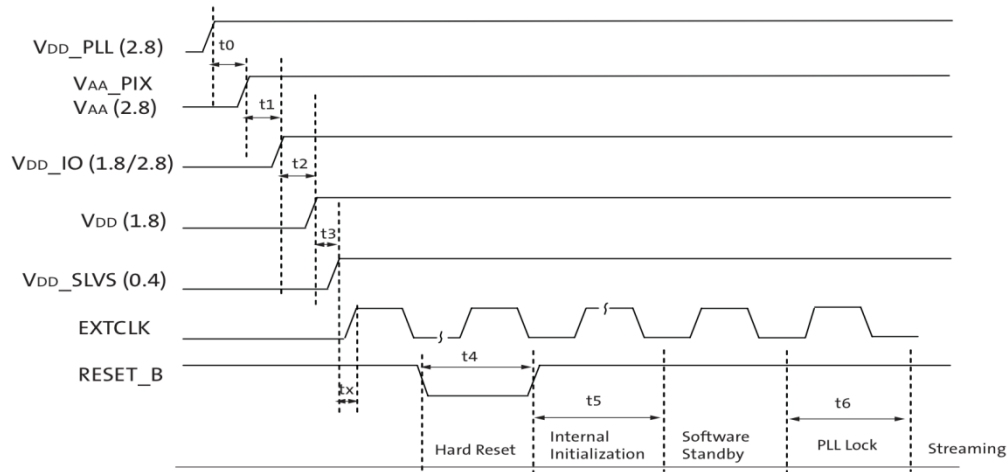 VDD_PLL (2.8)
t0
VAA_PIX
VAA (2.8)
t1
VDD_IO (1.8/2.8)
t2
VDD (1.8)
t3
VDD_SLVS (0.4)
EXTCLK
RESET_B
t4
tx
t5
t6
Hard Reset
Internal
Initialization
Software
Standby
PLL Lock
Streaming